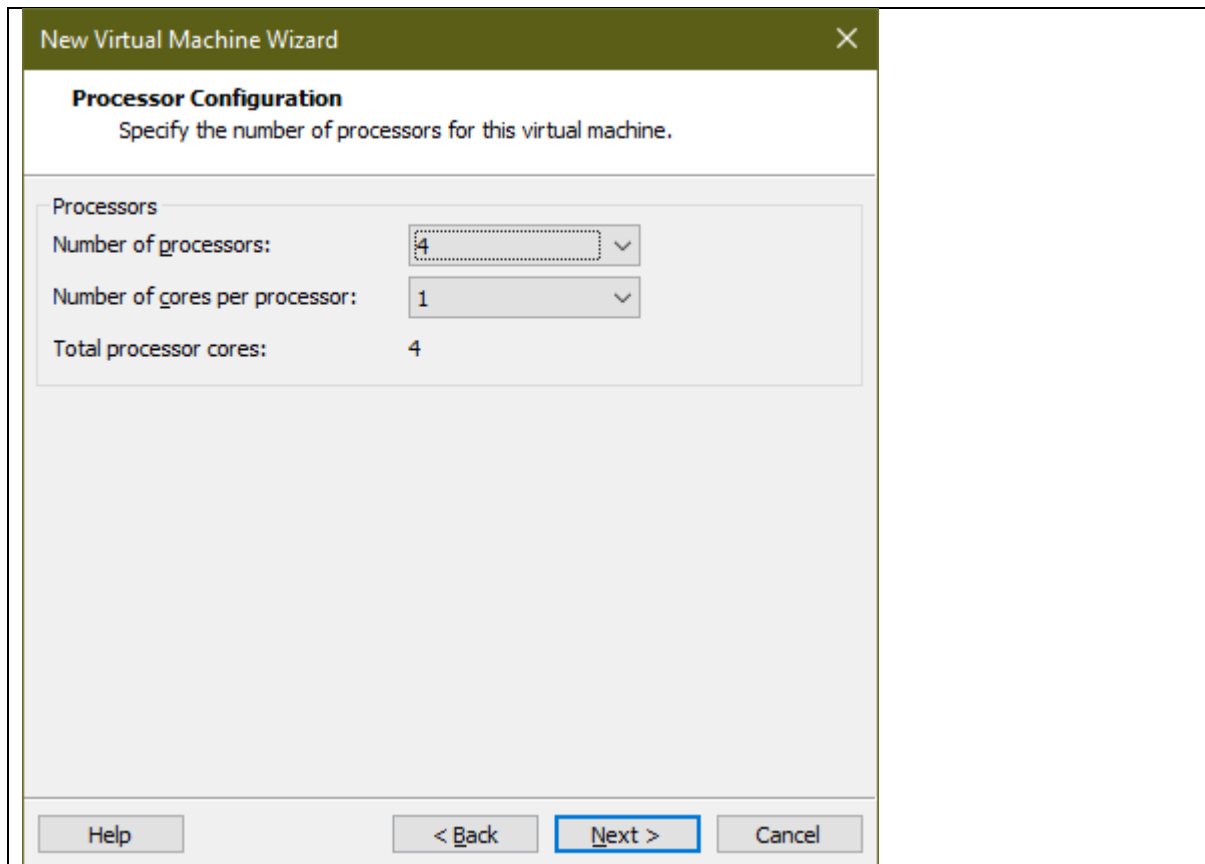 New Virtual Machine Wizard
Processor Configuration
Specify the number of processors for this virtual machine.
Processors
Number of processors: 4
Number of cores per processor: 1
Total processor cores: 4
Help < Back Next > Cancel